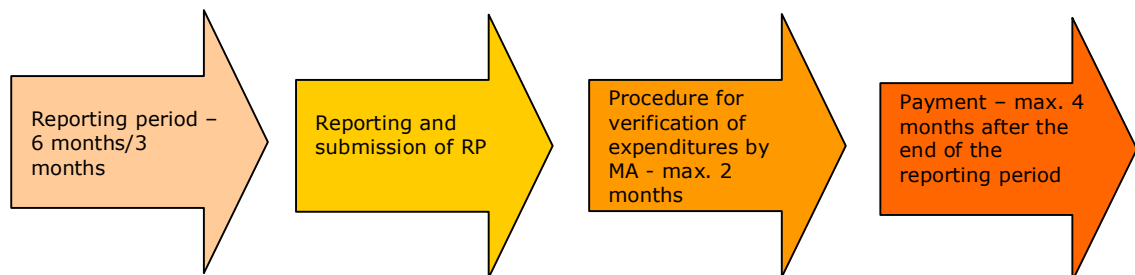 Reporting period –
6 months/3
months
Reporting and
submission of RP
Procedure for
verification of
expenditures by
MA - max. 2
months
Payment – max. 4
months after the
end of the
reporting period